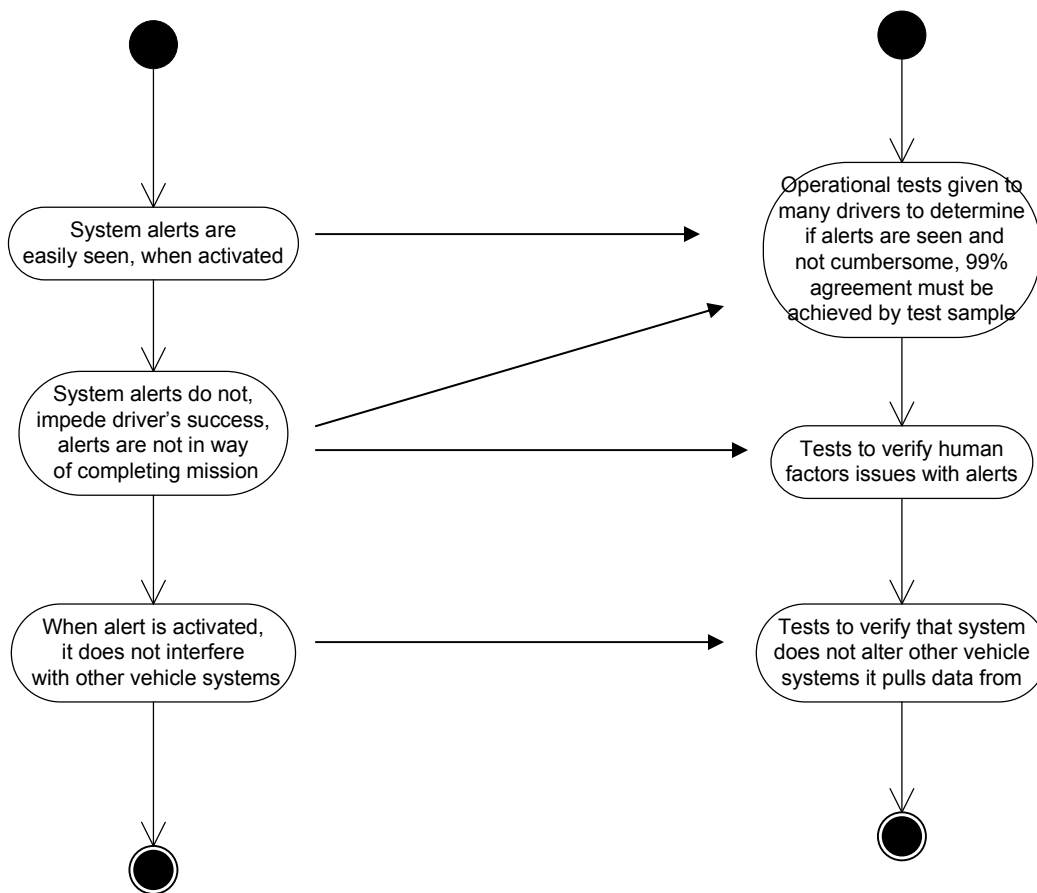 System alerts are
easily seen, when activated
System alerts do not,
impede driver's success,
alerts are not in way
of completing mission
When alert is activated,
it does not interfere
with other vehicle systems
Operational tests given to
many drivers to determine
if alerts are seen and
not cumbersome, 99%
agreement must be
achieved by test sample
Tests to verify human
factors issues with alerts
Tests to verify that system
does not alter other vehicle
systems it pulls data from